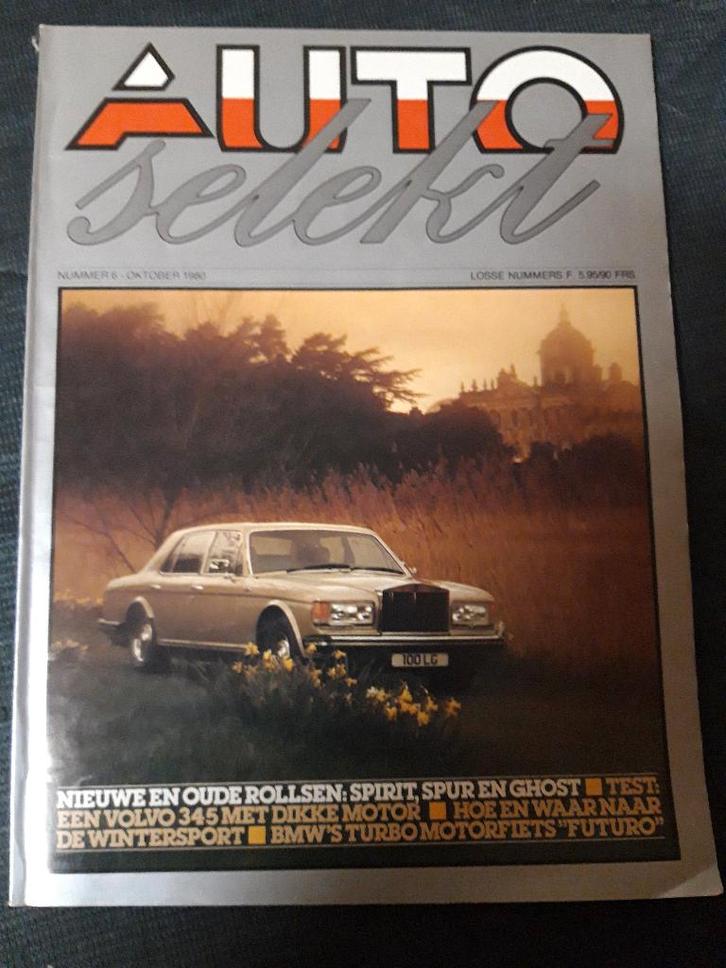 AUTO
selekt
NUMMER 6 - OKTOBER 1980 LOSSE NUMMERS F. 5.95/90 FRS
100 LG
NIEUWE EN OUDE ROLLSEN: SPIRIT, SPUR EN GHOST ■ TEST:
EEN VOLVO 345 MET DIKKE MOTOR ■ HOE EN WAAR NAAR
DE WINTERSPORT ■ BMW'S TURBO MOTORFIETS "FUTURO"